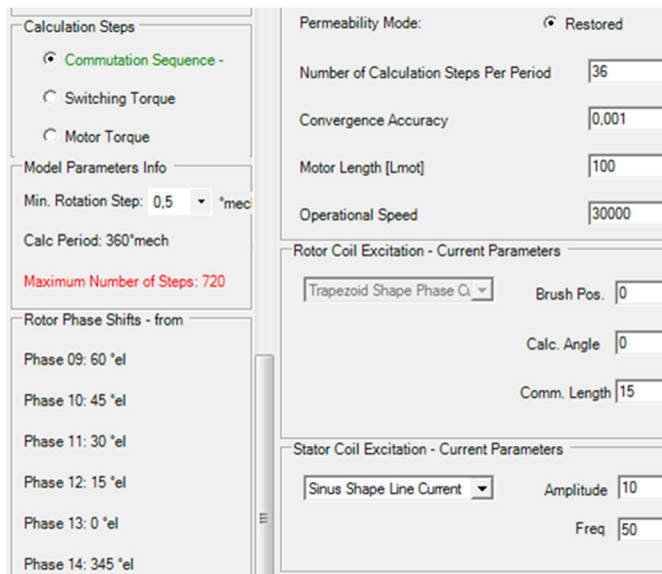 Calculation Steps
Commutation Sequence -
Switching Torque
Motor Torque
Model Parameters Info
Min. Rotation Step: 0,5 °mec
Calc Period: 360°mech
Maximum Number of Steps: 720
Rotor Phase Shifts - from
Phase 09: 60 °el
Phase 10: 45 °el
Phase 11: 30 °el
Phase 12: 15 °el
Phase 13: 0 °el
Phase 14: 345 °el
Permeability Mode: Restored
Number of Calculation Steps Per Period 36
Convergence Accuracy 0,001
Motor Length [Lmot] 100
Operational Speed 30000
Rotor Coil Excitation - Current Parameters
Trapezoid Shape Phase Cu Brush Pos. 0
Calc. Angle 0
Comm. Length 15
Stator Coil Excitation - Current Parameters
Sinus Shape Line Current Amplitude 10
Freq 50